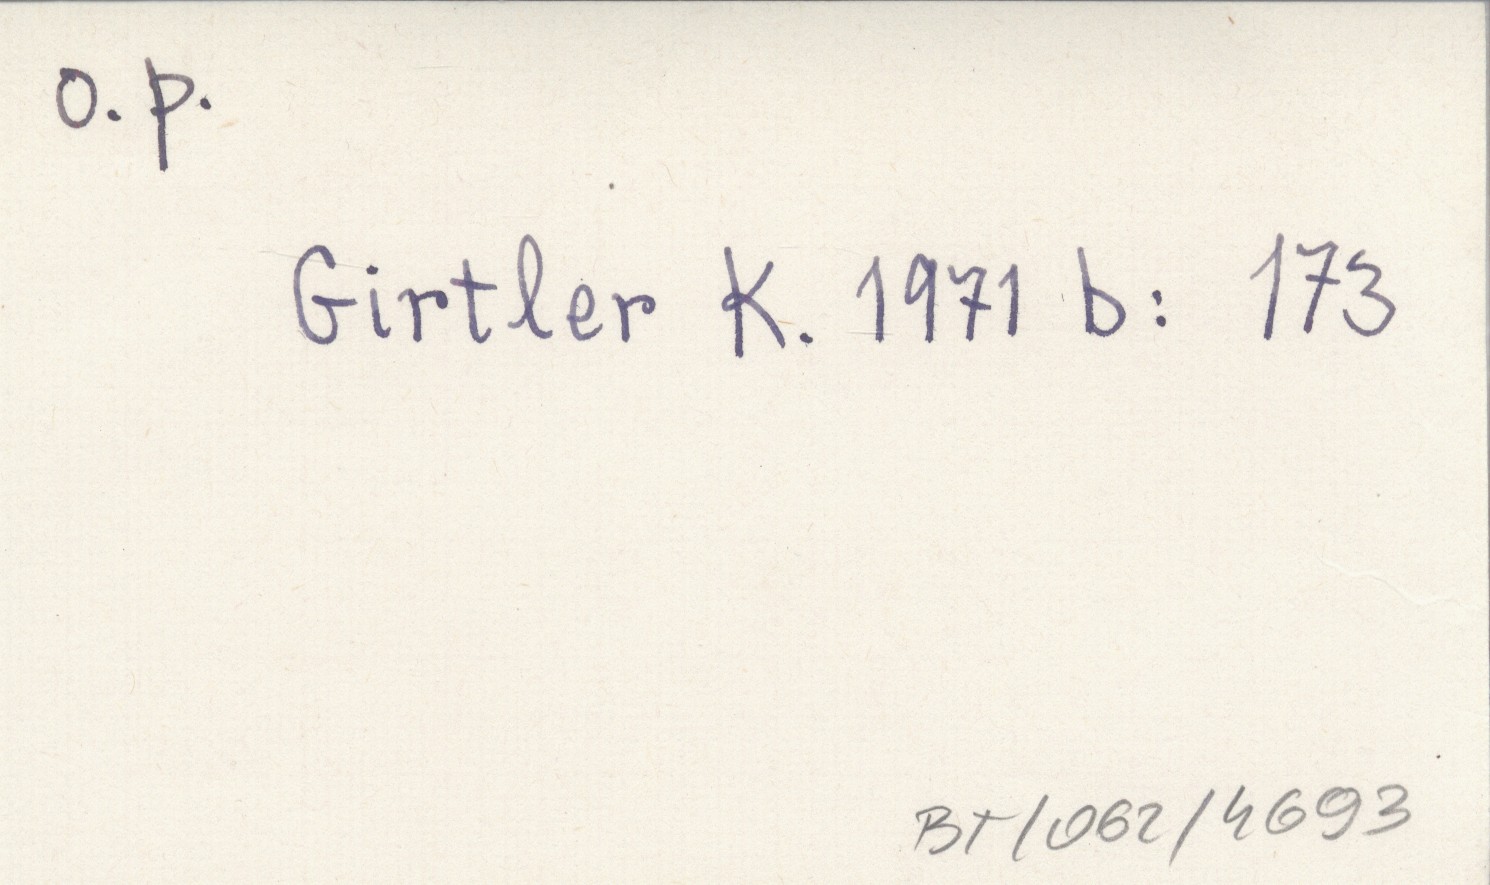 o. p.
Girtler K. 1971 b: 173
BT/062/4693